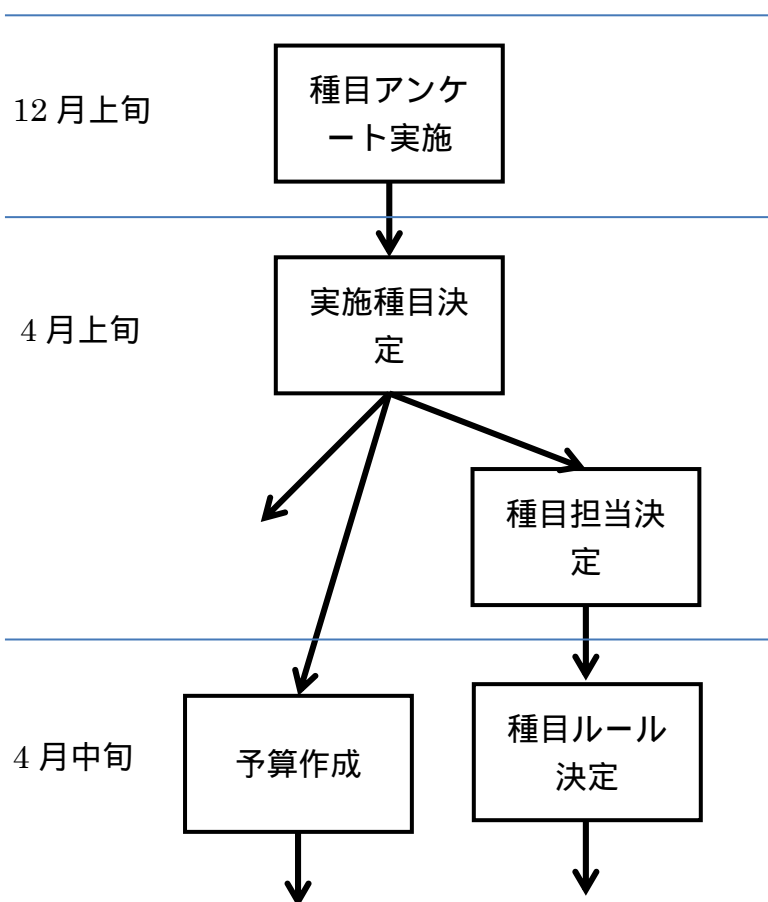 12 月上旬
種目アンケ
ート実施
4 月上旬
実施種目決
定
種目担当決
定
4 月中旬
予算作成
種目ルール
決定